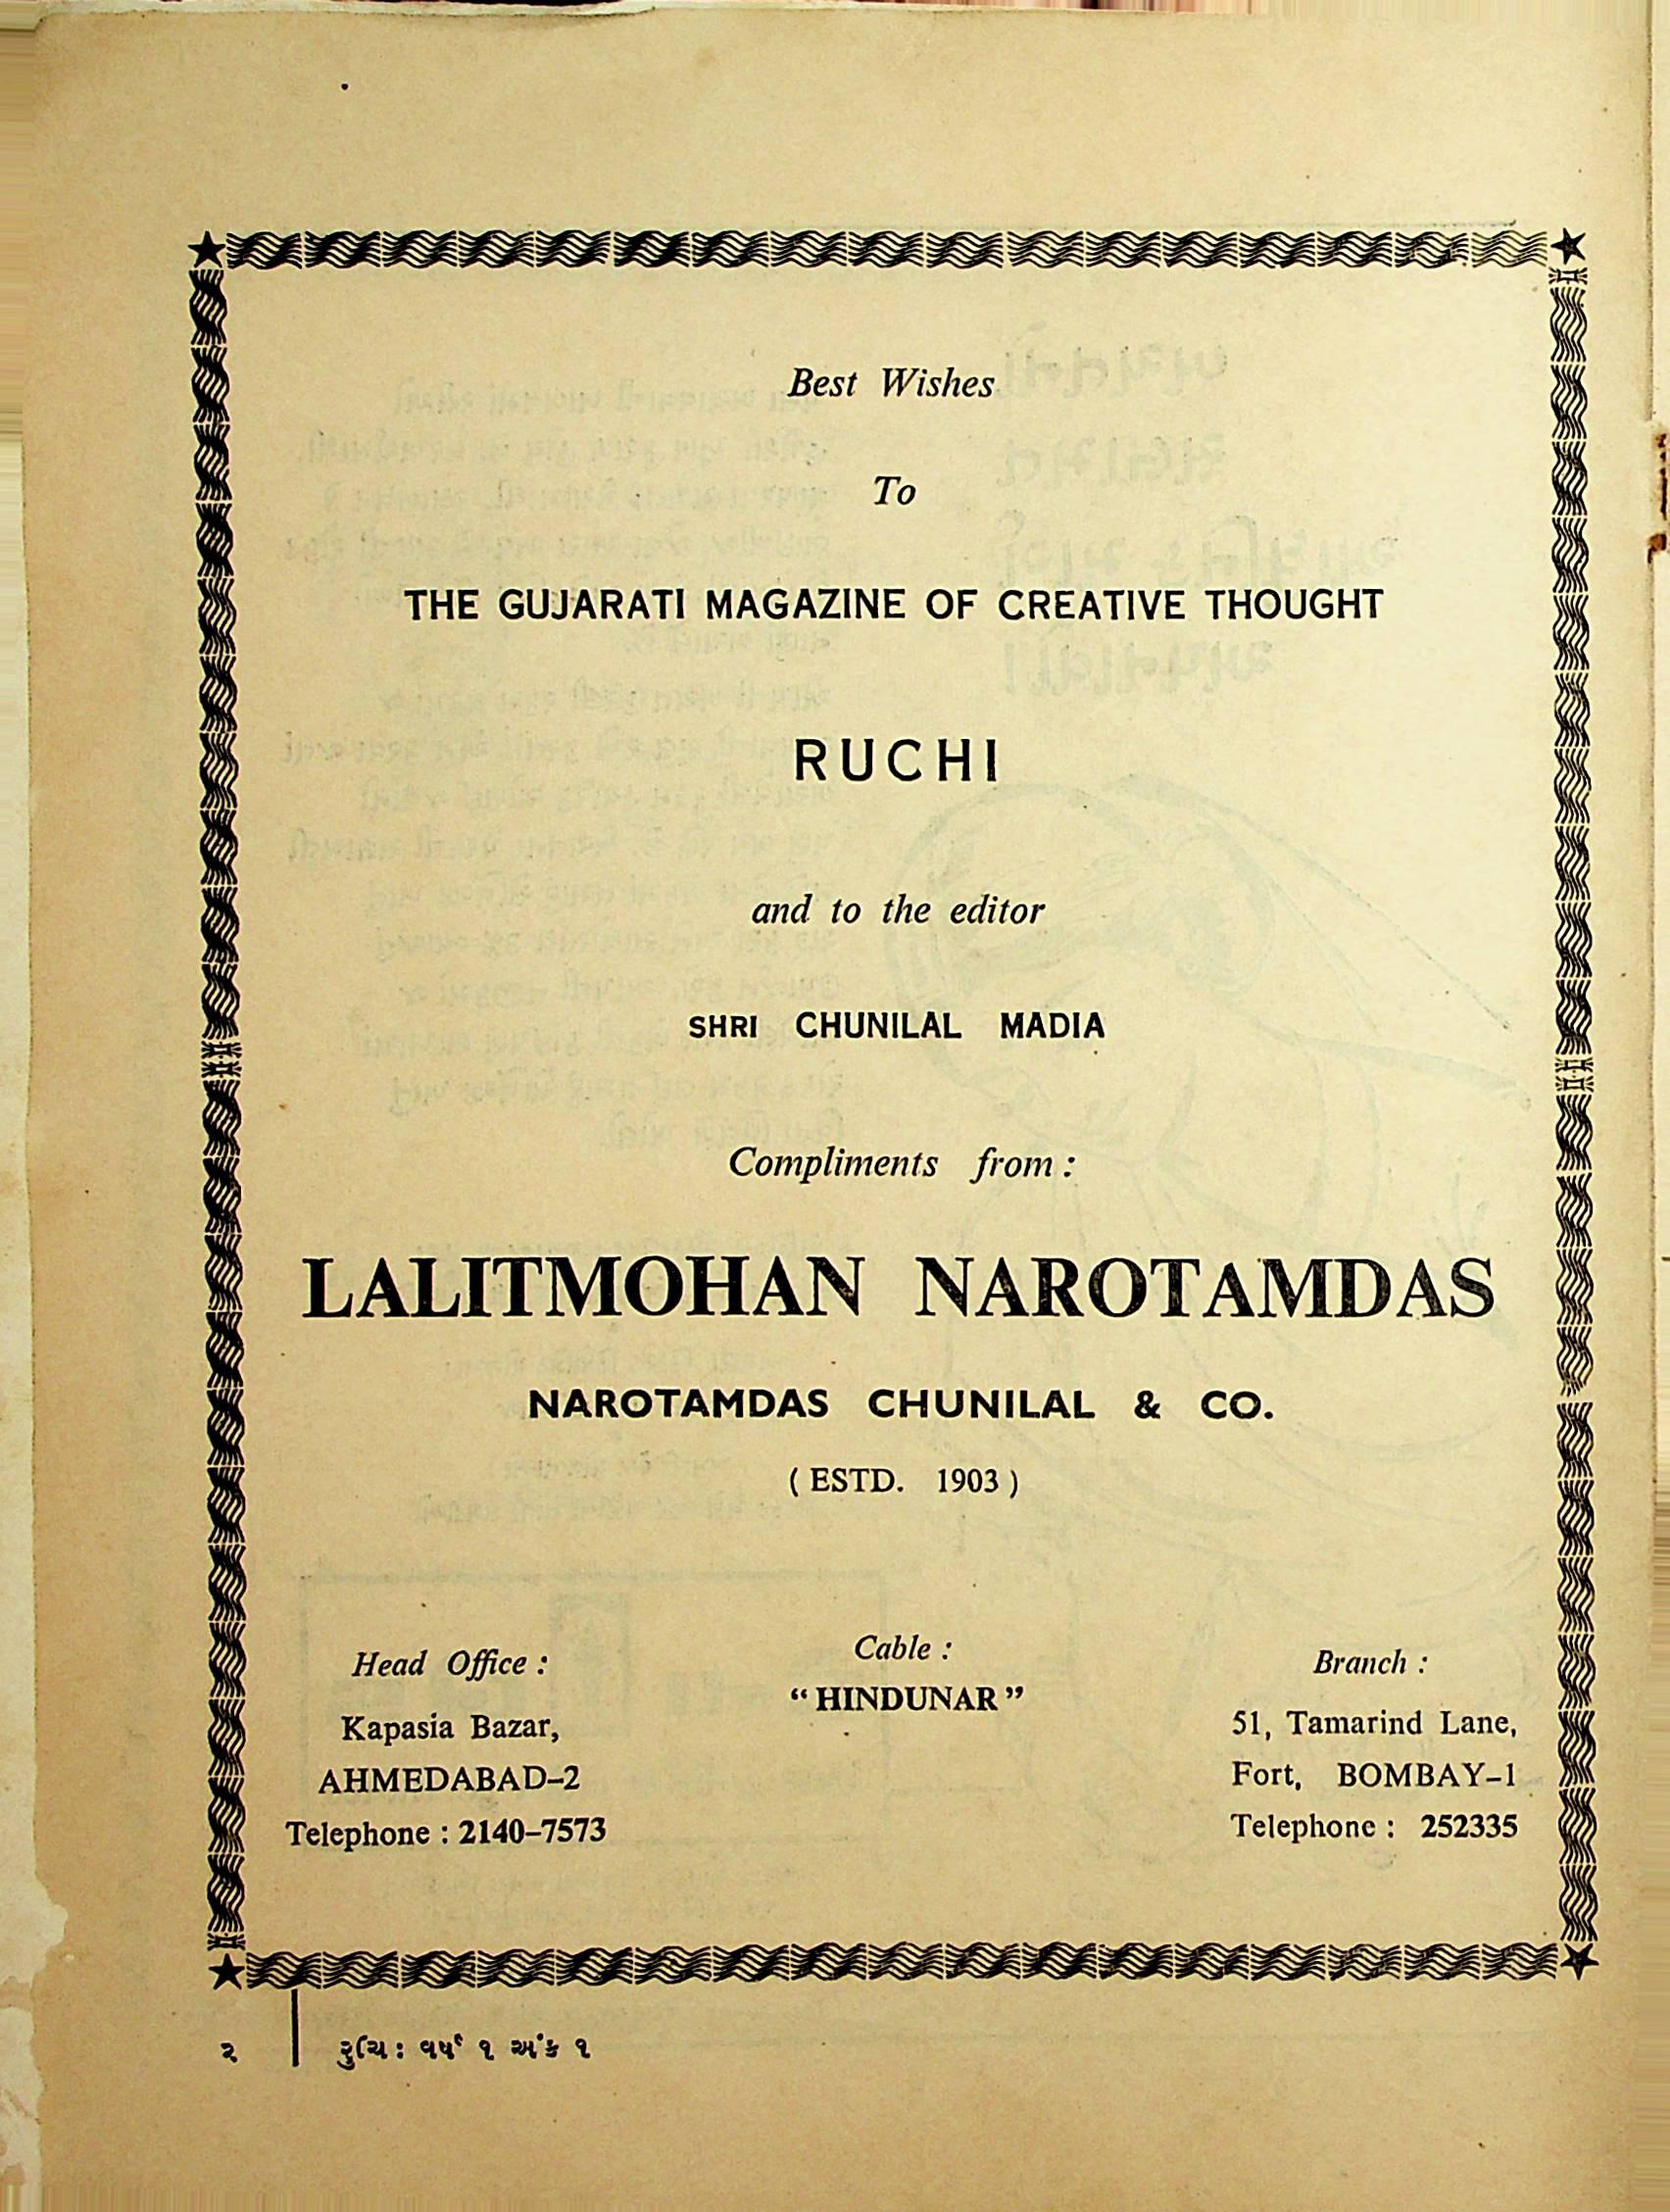 Best Wishes
To
THE GUJARATI MAGAZINE OF CREATIVE THOUGHT
RUCHI
and to the editor
SHRI CHUNILAL MADIA
Compliments from :
LALITMOHAN NAROTAMDAS
NAROTAMDAS CHUNILAL & CO.
( ESTD. 1903 )
Head Office :
Kapasia Bazar,
AHMEDABAD-2
Telephone : 2140-7573
Cable :
“ HINDUNAR ”
Branch :
51, Tamarind Lane,
Fort, BOMBAY-1
Telephone : 252335
૨ રુચિ : વર્ષ ૧ અંક ૧